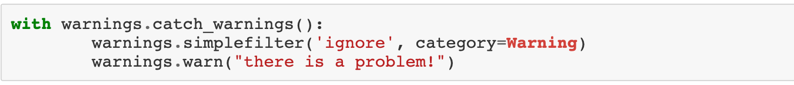 with warnings.catch_warnings():
        warnings.simplefilter('ignore', category=Warning)
        warnings.warn("there is a problem!")